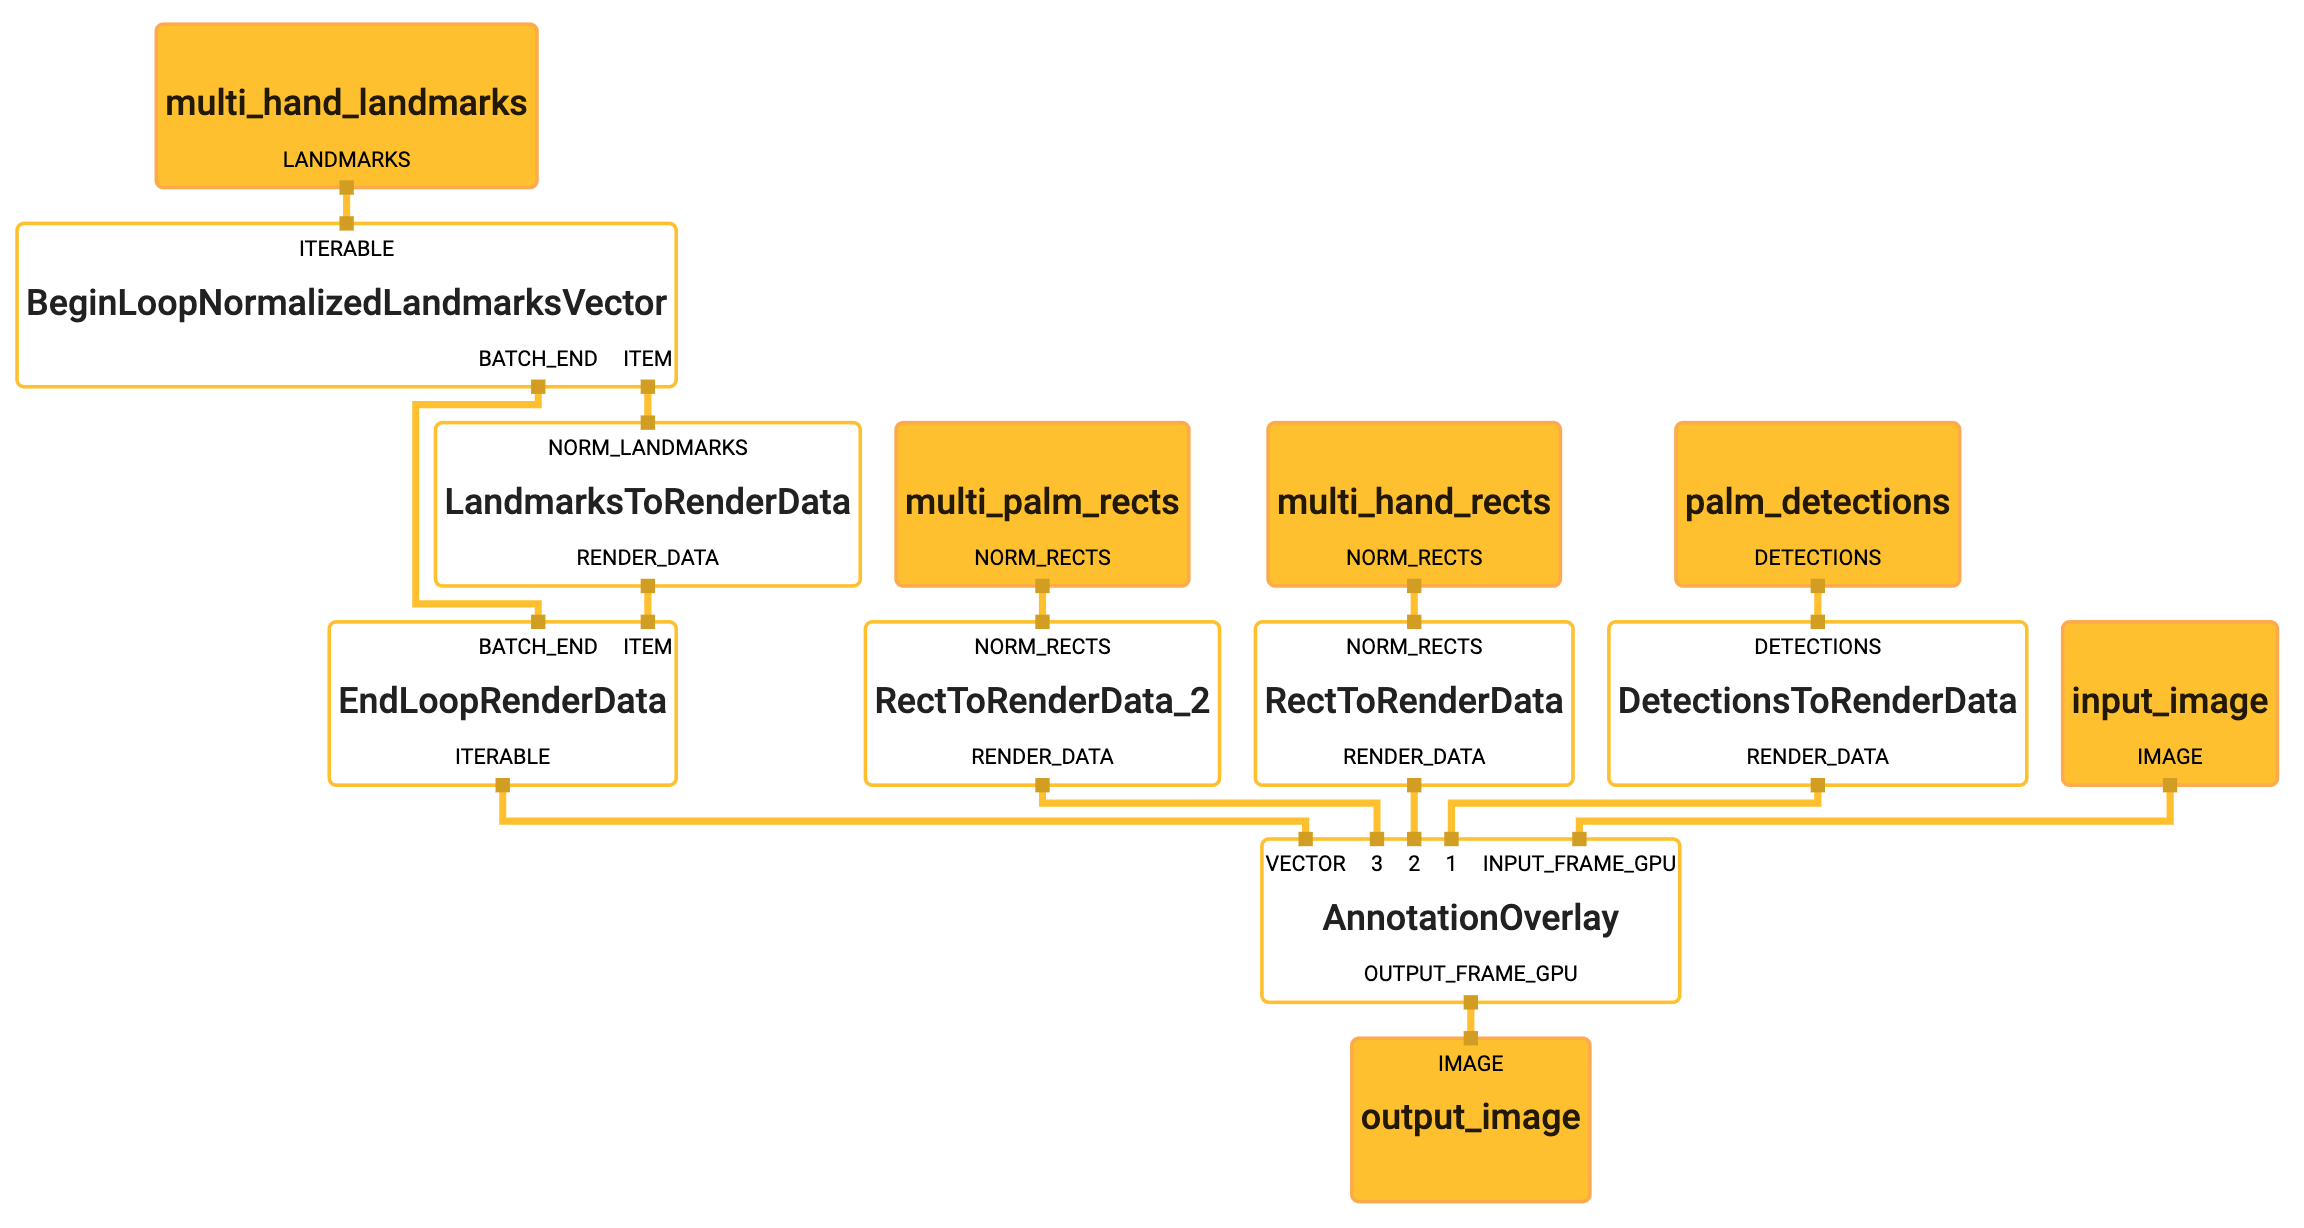 multi_hand_landmarks
LANDMARKS
ITERABLE
BeginLoopNormalizedLandmarksVector
BATCH_END ITEM
NORM_LANDMARKS
LandmarksToRenderData
RENDER_DATA
multi_palm_rects
NORM_RECTS
multi_hand_rects
NORM_RECTS
palm_detections
DETECTIONS
BATCH_END ITEM
EndLoopRenderData
ITERABLE
NORM_RECTS
RectToRenderData_2
RENDER_DATA
NORM_RECTS
RectToRenderData
RENDER_DATA
DETECTIONS
DetectionsToRenderData
RENDER_DATA
input_image
IMAGE
VECTOR 3 2 1 INPUT_FRAME_GPU
AnnotationOverlay
OUTPUT_FRAME_GPU
IMAGE
output_image